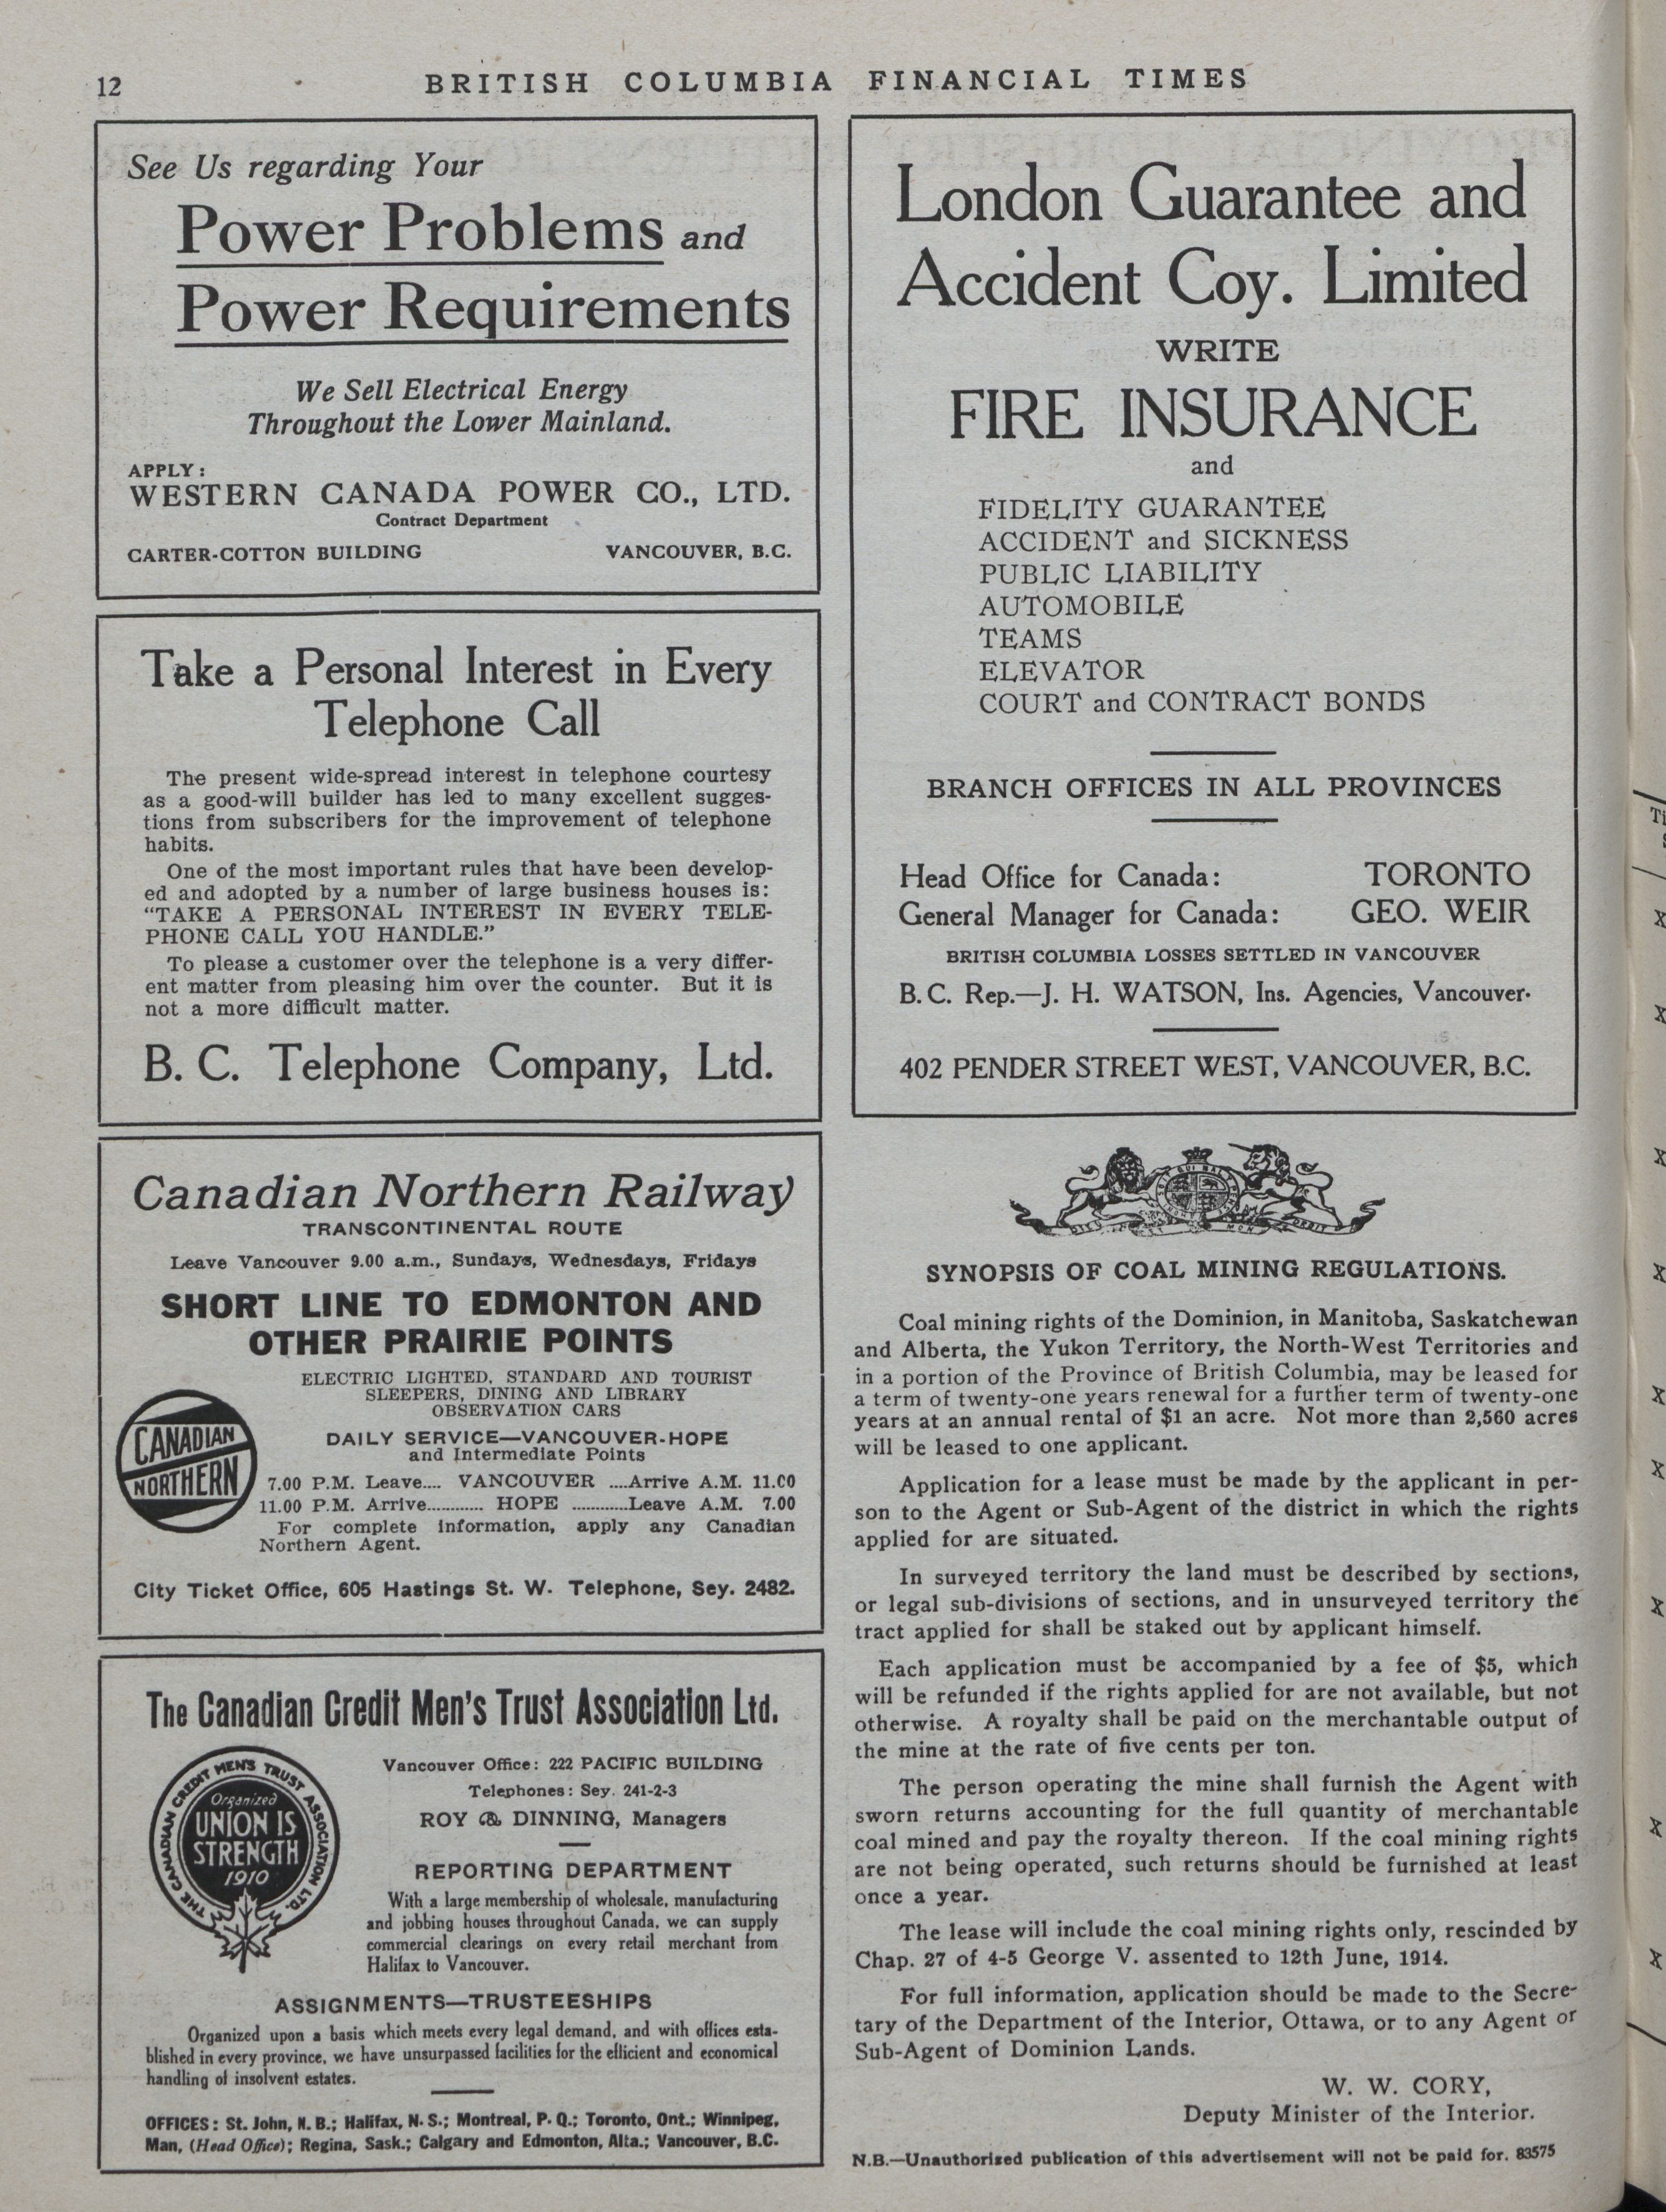 12
BRITISH COLUMBIA FINANCIAL TIMES
See Us regarding Your
Power Problems and
Power Requirements
We Sell Electrical Energy
Throughout the Lower Mainland.
APPLY:
WESTERN CANADA POWER CO., LTD.
Contract Department
CARTER-COTTON BUILDING VANCOUVER, B.C.
Take a Personal Interest in Every
Telephone Call
The present wide-spread interest in telephone courtesy
as a good-will builder has led to many excellent sugges-
tions from subscribers for the improvement of telephone
habits.
One of the most important rules that have been develop-
ed and adopted by a number of large business houses is:
"TAKE A PERSONAL INTEREST IN EVERY TELE-
PHONE CALL YOU HANDLE."
To please a customer over the telephone is a very differ-
ent matter from pleasing him over the counter. But it is
not a more difficult matter.
B. C. Telephone Company, Ltd.
Canadian Northern Railway
TRANSCONTINENTAL ROUTE
Leave Vancouver 9.00 a.m., Sundays, Wednesdays, Fridays
SHORT LINE TO EDMONTON AND
OTHER PRAIRIE POINTS
ELECTRIC LIGHTED, STANDARD AND TOURIST
SLEEPERS, DINING AND LIBRARY
OBSERVATION CARS
CANADIAN
NORTHERN
DAILY SERVICE—VANCOUVER-HOPE
and Intermediate Points
7.00 P.M. Leave.... VANCOUVER ....Arrive A.M. 11.00
11.00 P.M. Arrive........... HOPE ...........Leave A.M. 7.00
For complete information, apply any Canadian
Northern Agent.
City Ticket Office, 605 Hastings St. W. Telephone, Sey. 2482.
The Canadian Credit Men's Trust Association Ltd.
THE CANADIAN CREDIT MEN'S TRUST ASSOCIATION LTD.
Organized
UNION IS
STRENGTH
1910
Vancouver Office: 222 PACIFIC BUILDING
Telephones: Sey. 241-2-3
ROY & DINNING, Managers
REPORTING DEPARTMENT
With a large membership of wholesale, manufacturing
and jobbing houses throughout Canada, we can supply
commercial clearings on every retail merchant from
Halifax to Vancouver.
ASSIGNMENTS—TRUSTEESHIPS
Organized upon a basis which meets every legal demand, and with offices esta-
blished in every province, we have unsurpassed facilities for the efficient and economical
handling of insolvent estates.
OFFICES: St. John, N. B.; Halifax, N. S.; Montreal, P. Q.; Toronto, Ont.; Winnipeg,
Man, (Head Office); Regina, Sask.; Calgary and Edmonton, Alta.; Vancouver, B.C.
London Guarantee and
Accident Coy. Limited
WRITE
FIRE INSURANCE
and
FIDELITY GUARANTEE
ACCIDENT and SICKNESS
PUBLIC LIABILITY
AUTOMOBILE
TEAMS
ELEVATOR
COURT and CONTRACT BONDS
BRANCH OFFICES IN ALL PROVINCES
Head Office for Canada: TORONTO
General Manager for Canada: GEO. WEIR
BRITISH COLUMBIA LOSSES SETTLED IN VANCOUVER
B. C. Rep.—J. H. WATSON, Ins. Agencies, Vancouver.
402 PENDER STREET WEST, VANCOUVER, B.C.
SYNOPSIS OF COAL MINING REGULATIONS.
Coal mining rights of the Dominion, in Manitoba, Saskatchewan
and Alberta, the Yukon Territory, the North-West Territories and
in a portion of the Province of British Columbia, may be leased for
a term of twenty-one years renewal for a further term of twenty-one
years at an annual rental of $1 an acre. Not more than 2,560 acres
will be leased to one applicant.
Application for a lease must be made by the applicant in per-
son to the Agent or Sub-Agent of the district in which the rights
applied for are situated.
In surveyed territory the land must be described by sections,
or legal sub-divisions of sections, and in unsurveyed territory the
tract applied for shall be staked out by applicant himself.
Each application must be accompanied by a fee of $5, which
will be refunded if the rights applied for are not available, but not
otherwise. A royalty shall be paid on the merchantable output of
the mine at the rate of five cents per ton.
The person operating the mine shall furnish the Agent with
sworn returns accounting for the full quantity of merchantable
coal mined and pay the royalty thereon. If the coal mining rights
are not being operated, such returns should be furnished at least
once a year.
The lease will include the coal mining rights only, rescinded by
Chap. 27 of 4-5 George V. assented to 12th June, 1914.
For full information, application should be made to the Secre-
tary of the Department of the Interior, Ottawa, or to any Agent or
Sub-Agent of Dominion Lands.
W. W. CORY,
Deputy Minister of the Interior.
N.B.—Unauthorized publication of this advertisement will not be paid for. 83575